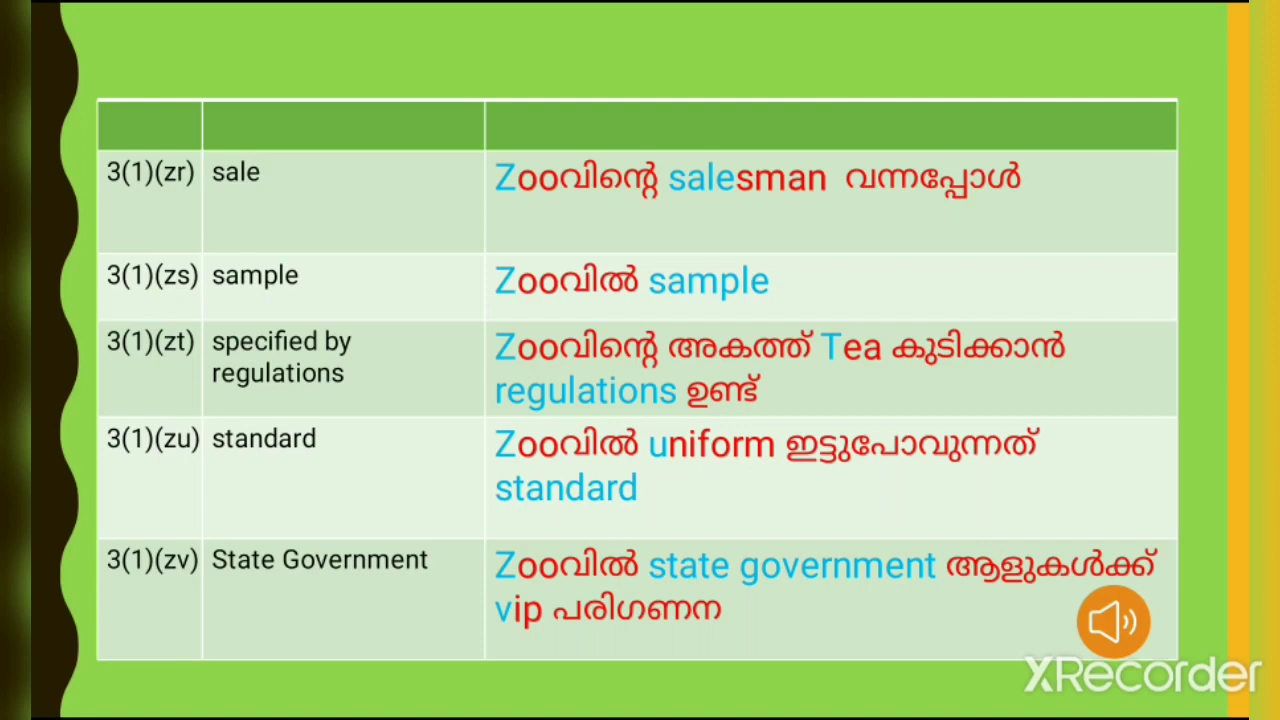 3(1)(zr) sale Zooവിന്റെ salesman വന്നപ്പോൾ
3(1)(zs) sample Zooവിൽ sample
3(1)(zt) specified by regulations Zooവിന്റെ അകത്ത് Tea കുടിക്കാൻ
regulations ഉണ്ട്
3(1)(zu) standard Zooവിൽ uniform ഇട്ടുപോവുന്നത്
standard
3(1)(zv) State Government Zooവിൽ state government ആളുകൾക്ക്
vip പരിഗണന
XRecorder